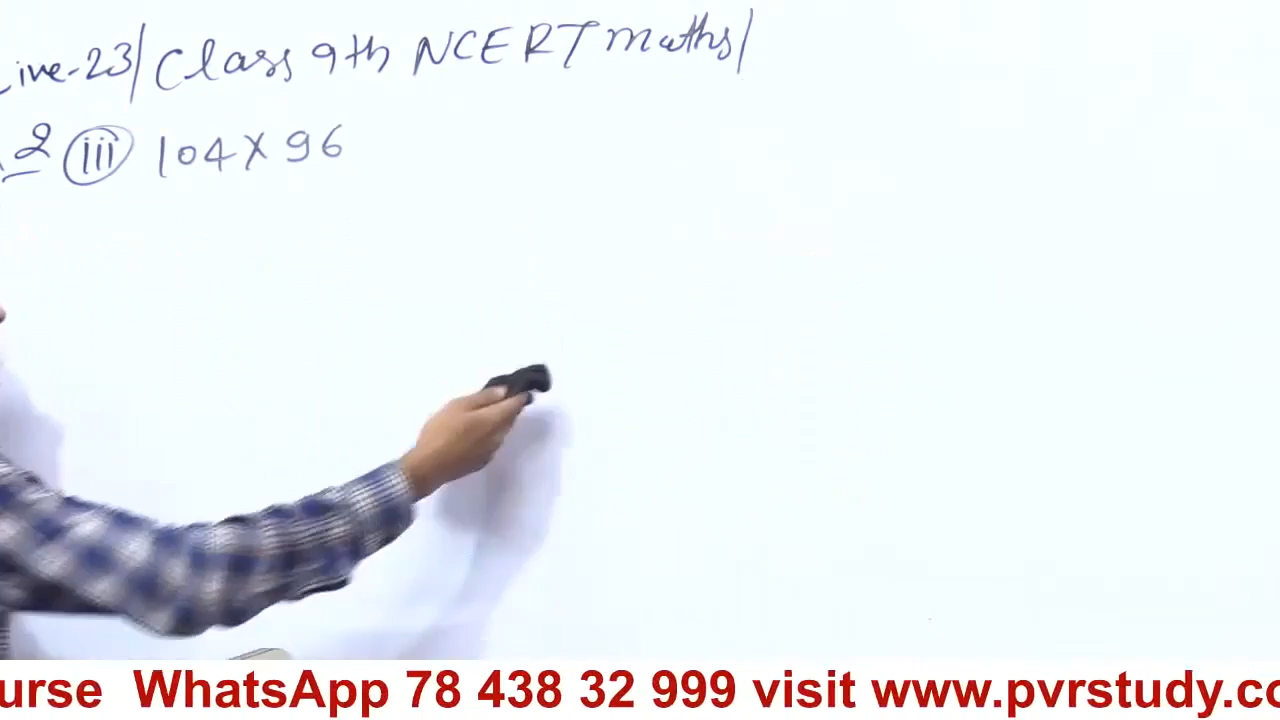 ive-23/ Class 9th NCERT maths/
2 (iii) 104 X 96
urse WhatsApp 78 438 32 999 visit www.pvrstudy.co